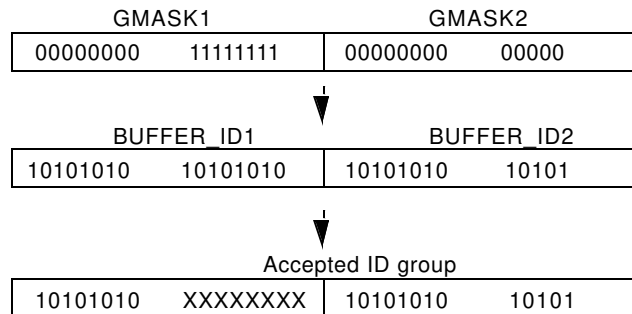 GMASK1 GMASK2
00000000 11111111 00000000 00000
BUFFER_ID1 BUFFER_ID2
10101010 10101010 10101010 10101
Accepted ID group
10101010 XXXXXXXX 10101010 10101